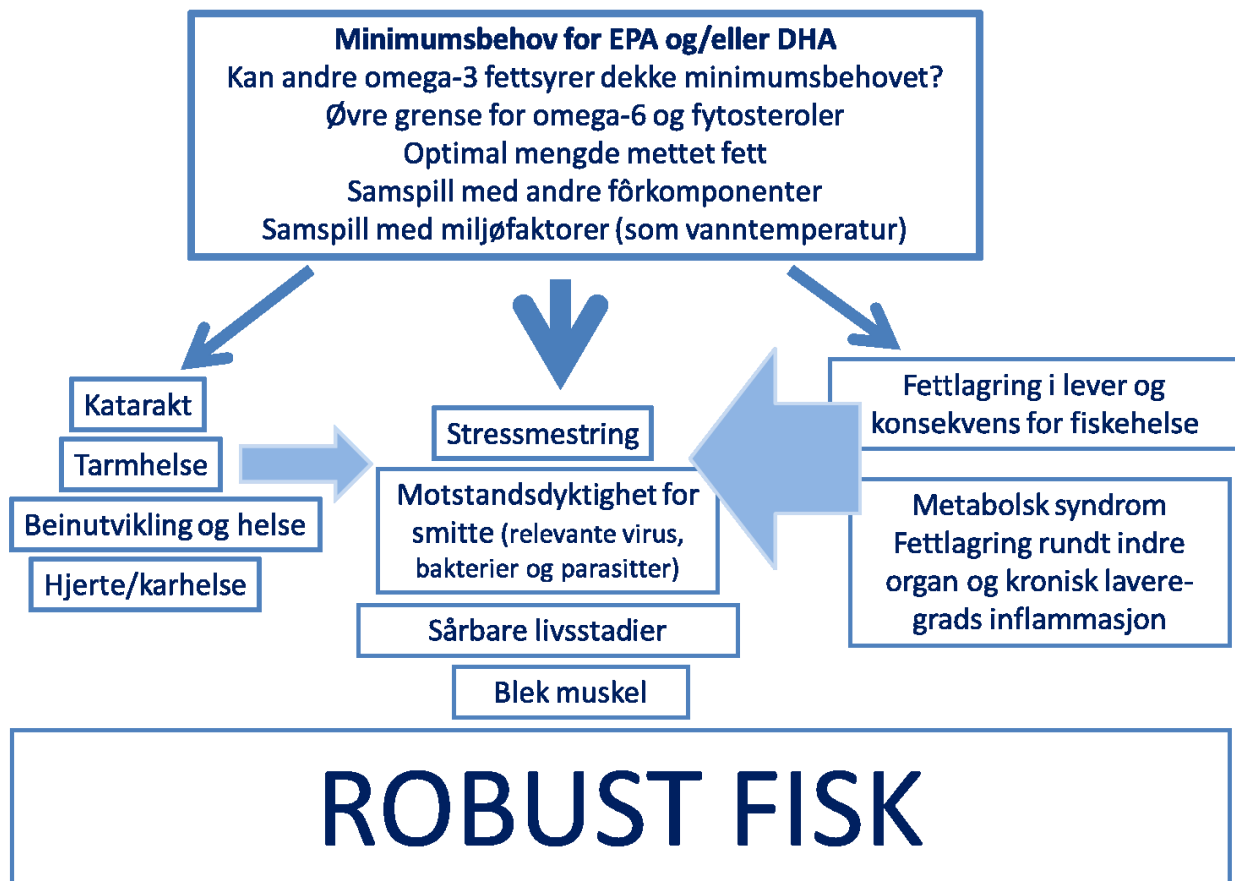 Minimumsbehov for EPA og/eller DHA
Kan andre omega-3 fettsyrer dekke minimumsbehovet?
Øvre grense for omega-6 og fytosteroler
Optimal mengde mettet fett
Samspill med andre fôrkomponenter
Samspill med miljøfaktorer (som vanntemperatur)
Katarakt
Tarmhelse
Beinutvikling og helse
Hjerte/karhelse
Stressmestring
Motstandsdyktighet for
smitte (relevante virus,
bakterier og parasitter)
Sårbare livsstadier
Blek muskel
Fettlagring i lever og
konsekvens for fiskehelse
Metabolsk syndrom
Fettlagring rundt indre
organ og kronisk lavere-
grads inflammasjon
ROBUST FISK